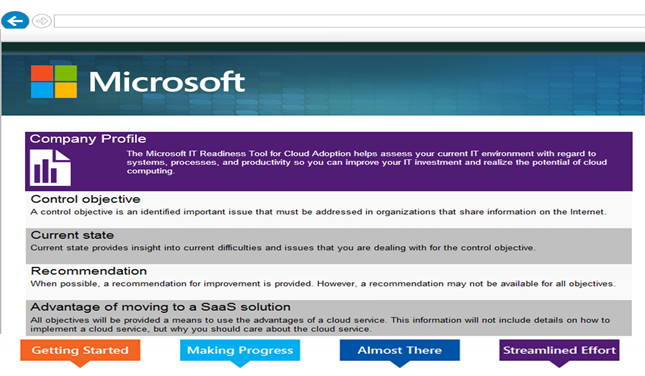 Microsoft
Company Profile
The Microsoft IT Readiness Tool for Cloud Adoption helps assess your current IT environment with regard to
systems, processes, and productivity so you can improve your IT investment and realize the potential of cloud
computing.
Control objective
A control objective is an identified important issue that must be addressed in organizations that share information on the Internet.
Current state
Current state provides insight into current difficulties and issues that you are dealing with for the control objective.
Recommendation
When possible, a recommendation for improvement is provided. However, a recommendation may not be available for all objectives.
Advantage of moving to a SaaS solution
All objectives will be provided a means to use the advantages of a cloud service. This information will not include details on how to
implement a cloud service, but why you should care about the cloud service.
Getting Started
Making Progress
Almost There
Streamlined Effort